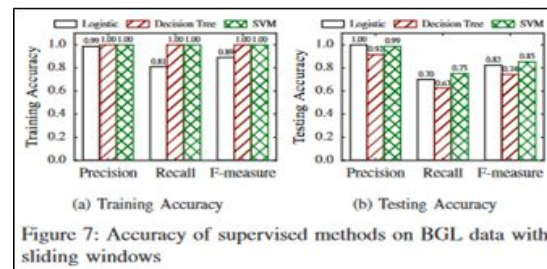 Logistic Decision Tree SVM
Training Accuracy
1.0
0.8
0.6
0.4
0.2
0.0
0.99 1.00 1.00
0.81 1.00 1.00
0.89 1.00 1.00
Precision Recall F-measure
(a) Training Accuracy
Logistic Decision Tree SVM
Testing Accuracy
1.0
0.8
0.6
0.4
0.2
0.0
1.00 0.99
0.70 0.63 0.75
0.82 0.85
Precision Recall F-measure
(b) Testing Accuracy
Figure 7: Accuracy of supervised methods on BGL data with
sliding windows